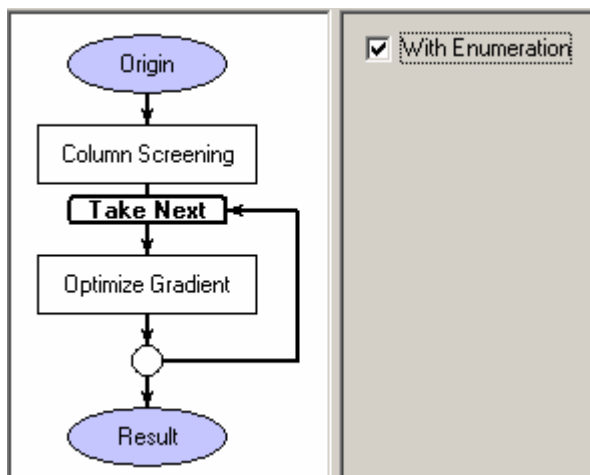 Origin
Column Screening
Take Next
Optimize Gradient
Result
With Enumeration